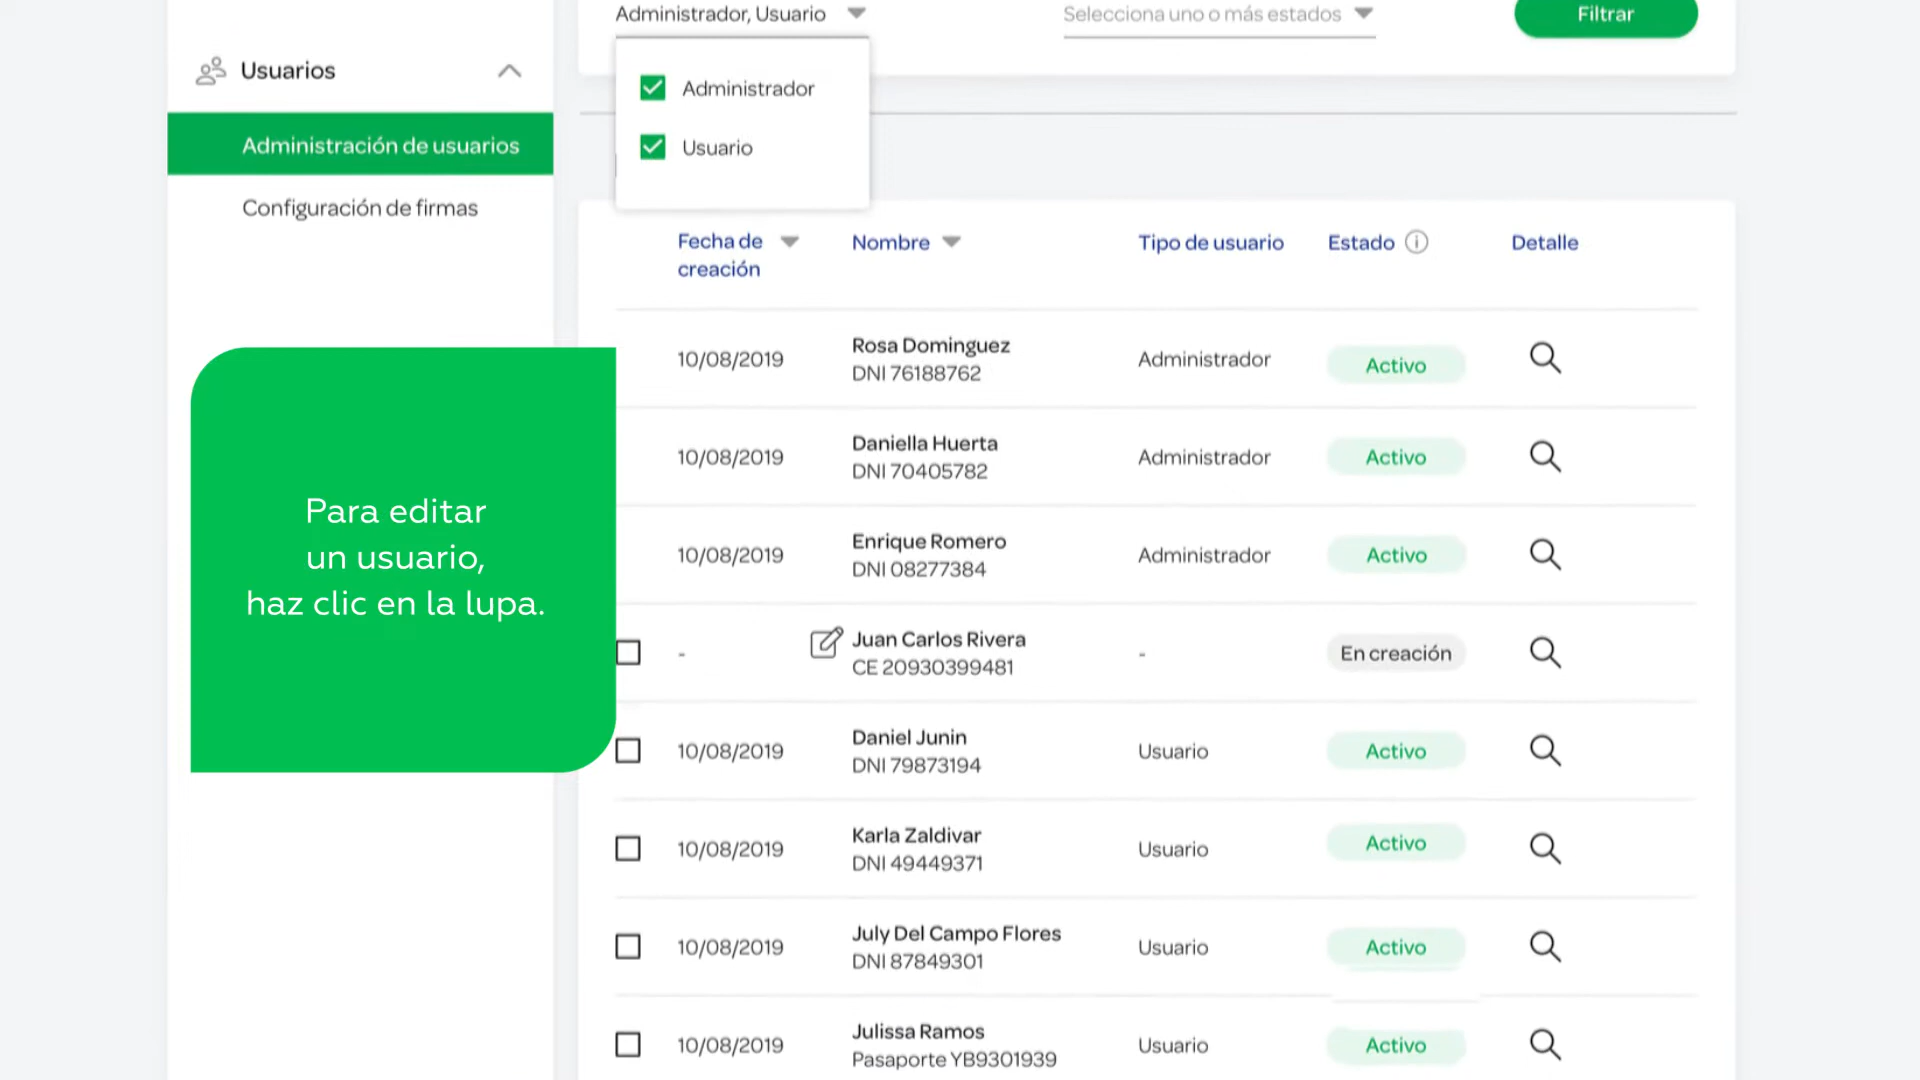 Administrador, Usuario
Selecciona uno o más estados
Filtrar
Usuarios
Administrador
Administración de usuarios
Usuario
Configuración de firmas
Fecha de creación
Nombre
Tipo de usuario
Estado
Detalle
10/08/2019
Rosa Dominguez
DNI 76188762
Administrador
Activo
10/08/2019
Daniella Huerta
DNI 70405782
Administrador
Activo
Para editar
un usuario,
haz clic en la lupa.
10/08/2019
Enrique Romero
DNI 08277384
Administrador
Activo
-
Juan Carlos Rivera
CE 20930399481
-
En creación
10/08/2019
Daniel Junin
DNI 79873194
Usuario
Activo
10/08/2019
Karla Zaldivar
DNI 49449371
Usuario
Activo
10/08/2019
July Del Campo Flores
DNI 87849301
Usuario
Activo
10/08/2019
Julissa Ramos
Pasaporte YB9301939
Usuario
Activo